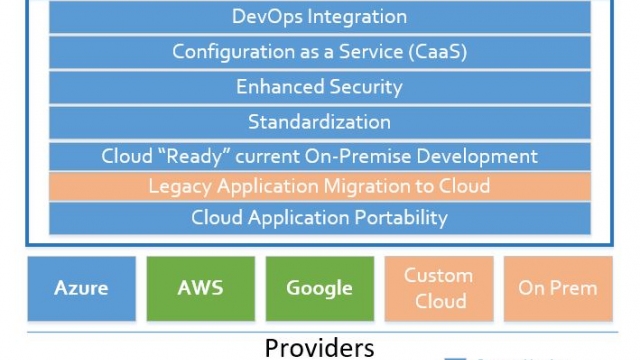 DevOps Integration
Configuration as a Service (CaaS)
Enhanced Security
Standardization
Cloud “Ready” current On-Premise Development
Legacy Application Migration to Cloud
Cloud Application Portability
Azure
AWS
Google
Custom
Cloud
On Prem
Providers